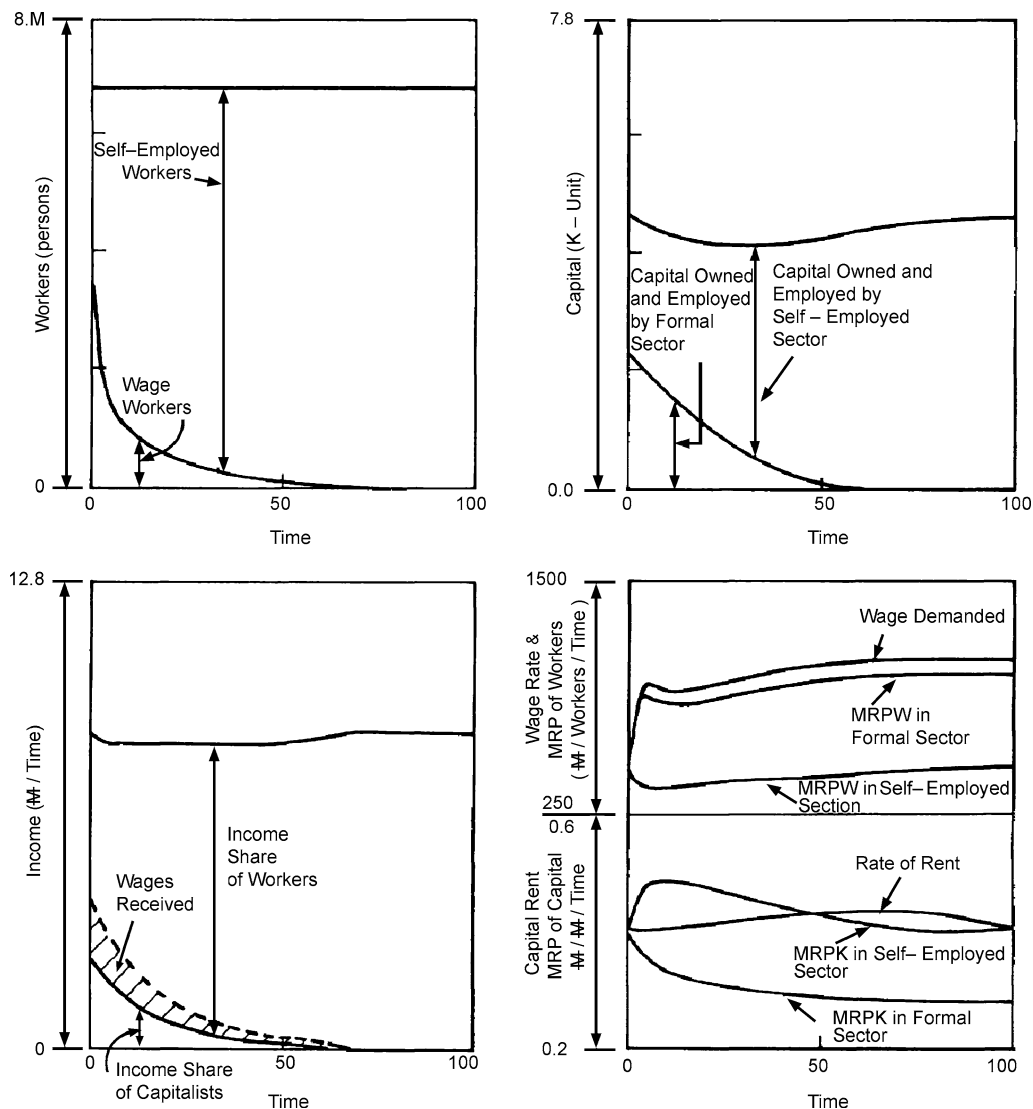 8.M
Workers (persons)
Self–Employed
Workers
Wage
Workers
0
0
50
100
Time
7.8
Capital (K – Unit)
Capital Owned
and Employed
by Formal
Sector
Capital Owned and
Employed by
Self – Employed
Sector
0.0
0
50
100
Time
12.8
Income (M / Time)
Wages
Received
Income
Share
of Workers
0
0
50
100
Income Share
of Capitalists
Time
1500
Wage Rate &
MRP of Workers
( M / Workers / Time )
Wage Demanded
MRPW in
Formal Sector
MRPW in Self– Employed
Section
250
0.6
Capital Rent
MRP of Capital
M / M / Time
Rate of Rent
MRPK in Self– Employed
Sector
MRPK in Formal
Sector
0.2
0
50
100
Time